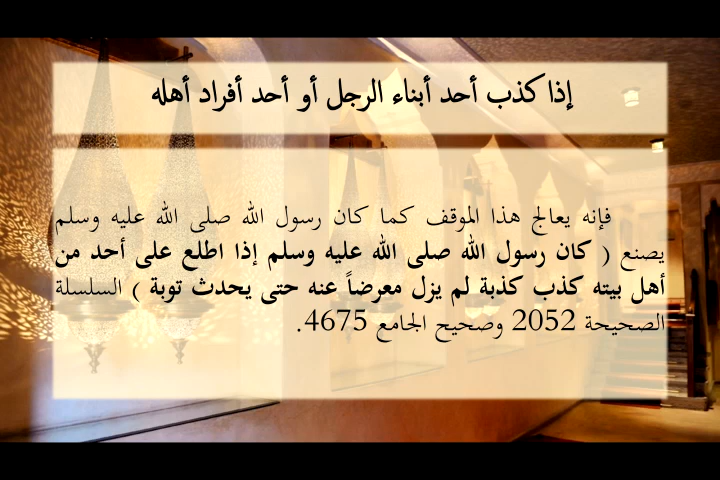 إذا كذب أحد أبناء الرجل أو أحد أفراد أهله
فإنه يعالج هذا الموقف كما كان رسول الله صلى الله عليه وسلم
يصنع ( كان رسول الله صلى الله عليه وسلم إذا اطلع على أحد من
أهل بيته كذب كذبة لم يزل معرضاً عنه حتى يحدث توبة ) السلسلة
الصحيحة 2052 وصحيح الجامع 4675.